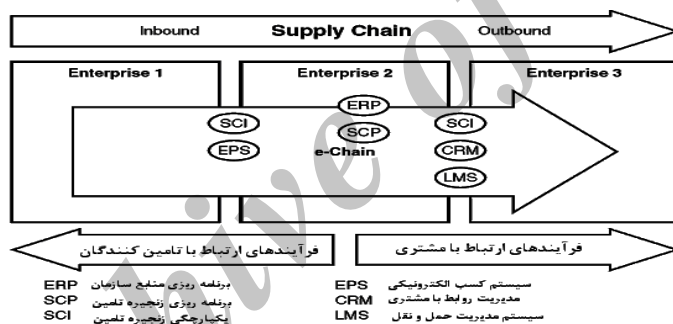 Inbound Supply Chain Outbound
Enterprise 1 Enterprise 2 Enterprise 3
ERP
SCI SCP SCI
EPS e-Chain CRM
LMS
فرآیندهای ارتباط با تامین کنندگان فرآیندهای ارتباط با مشتری
ERP برنامه ریزی منابع سازمان EPS سیستم کسب الکترونیکی
SCP برنامه ریزی زنجیره تامین CRM مدیریت روابط با مشتری
SCI یکپارچگی زنجیره تامین LMS سیستم مدیریت حمل و نقل
hive of